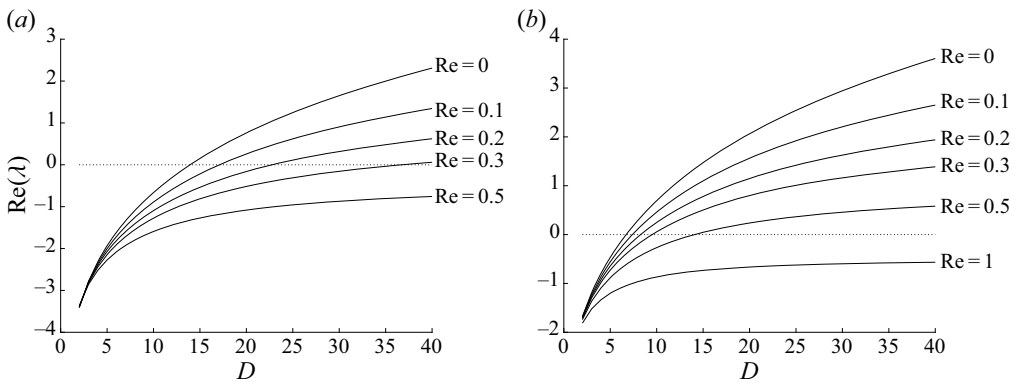 (a)
3
2
1
0
−1
−2
−3
−4
Re(λ)
0
5
10
15
20
25
30
35
40
D
Re = 0
Re = 0.1
Re = 0.2
Re = 0.3
Re = 0.5
(b)
4
3
2
1
0
−1
−2
0
5
10
15
20
25
30
35
40
D
Re = 0
Re = 0.1
Re = 0.2
Re = 0.3
Re = 0.5
Re = 1